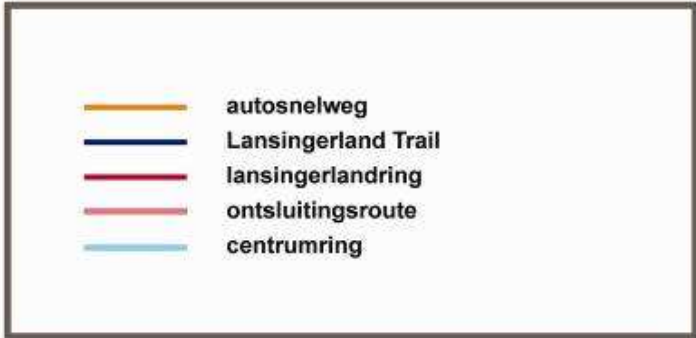 autosnelweg
Lansingerland Trail
lansingerlandring
ontsluitingsroute
centrumring